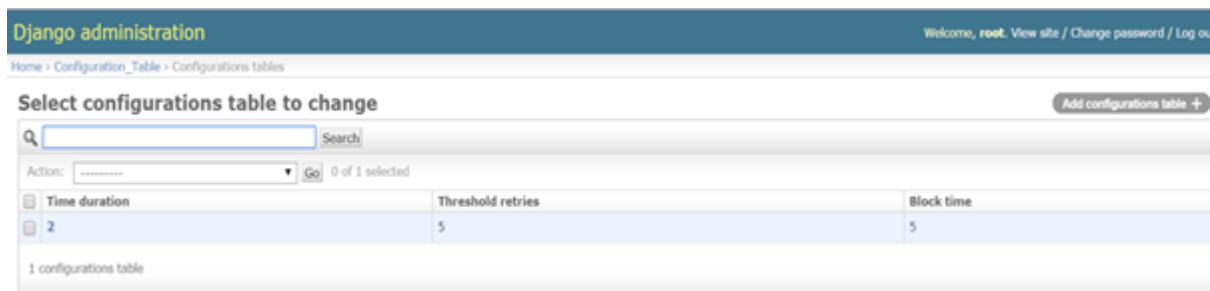 Django administration
Welcome, root. View site / Change password / Log ou
Home › Configuration_Table › Configurations tables
Select configurations table to change
Add configurations table +
Search
Action: --------- Go 0 of 1 selected
Time duration Threshold retries Block time
2 5 5
1 configurations table